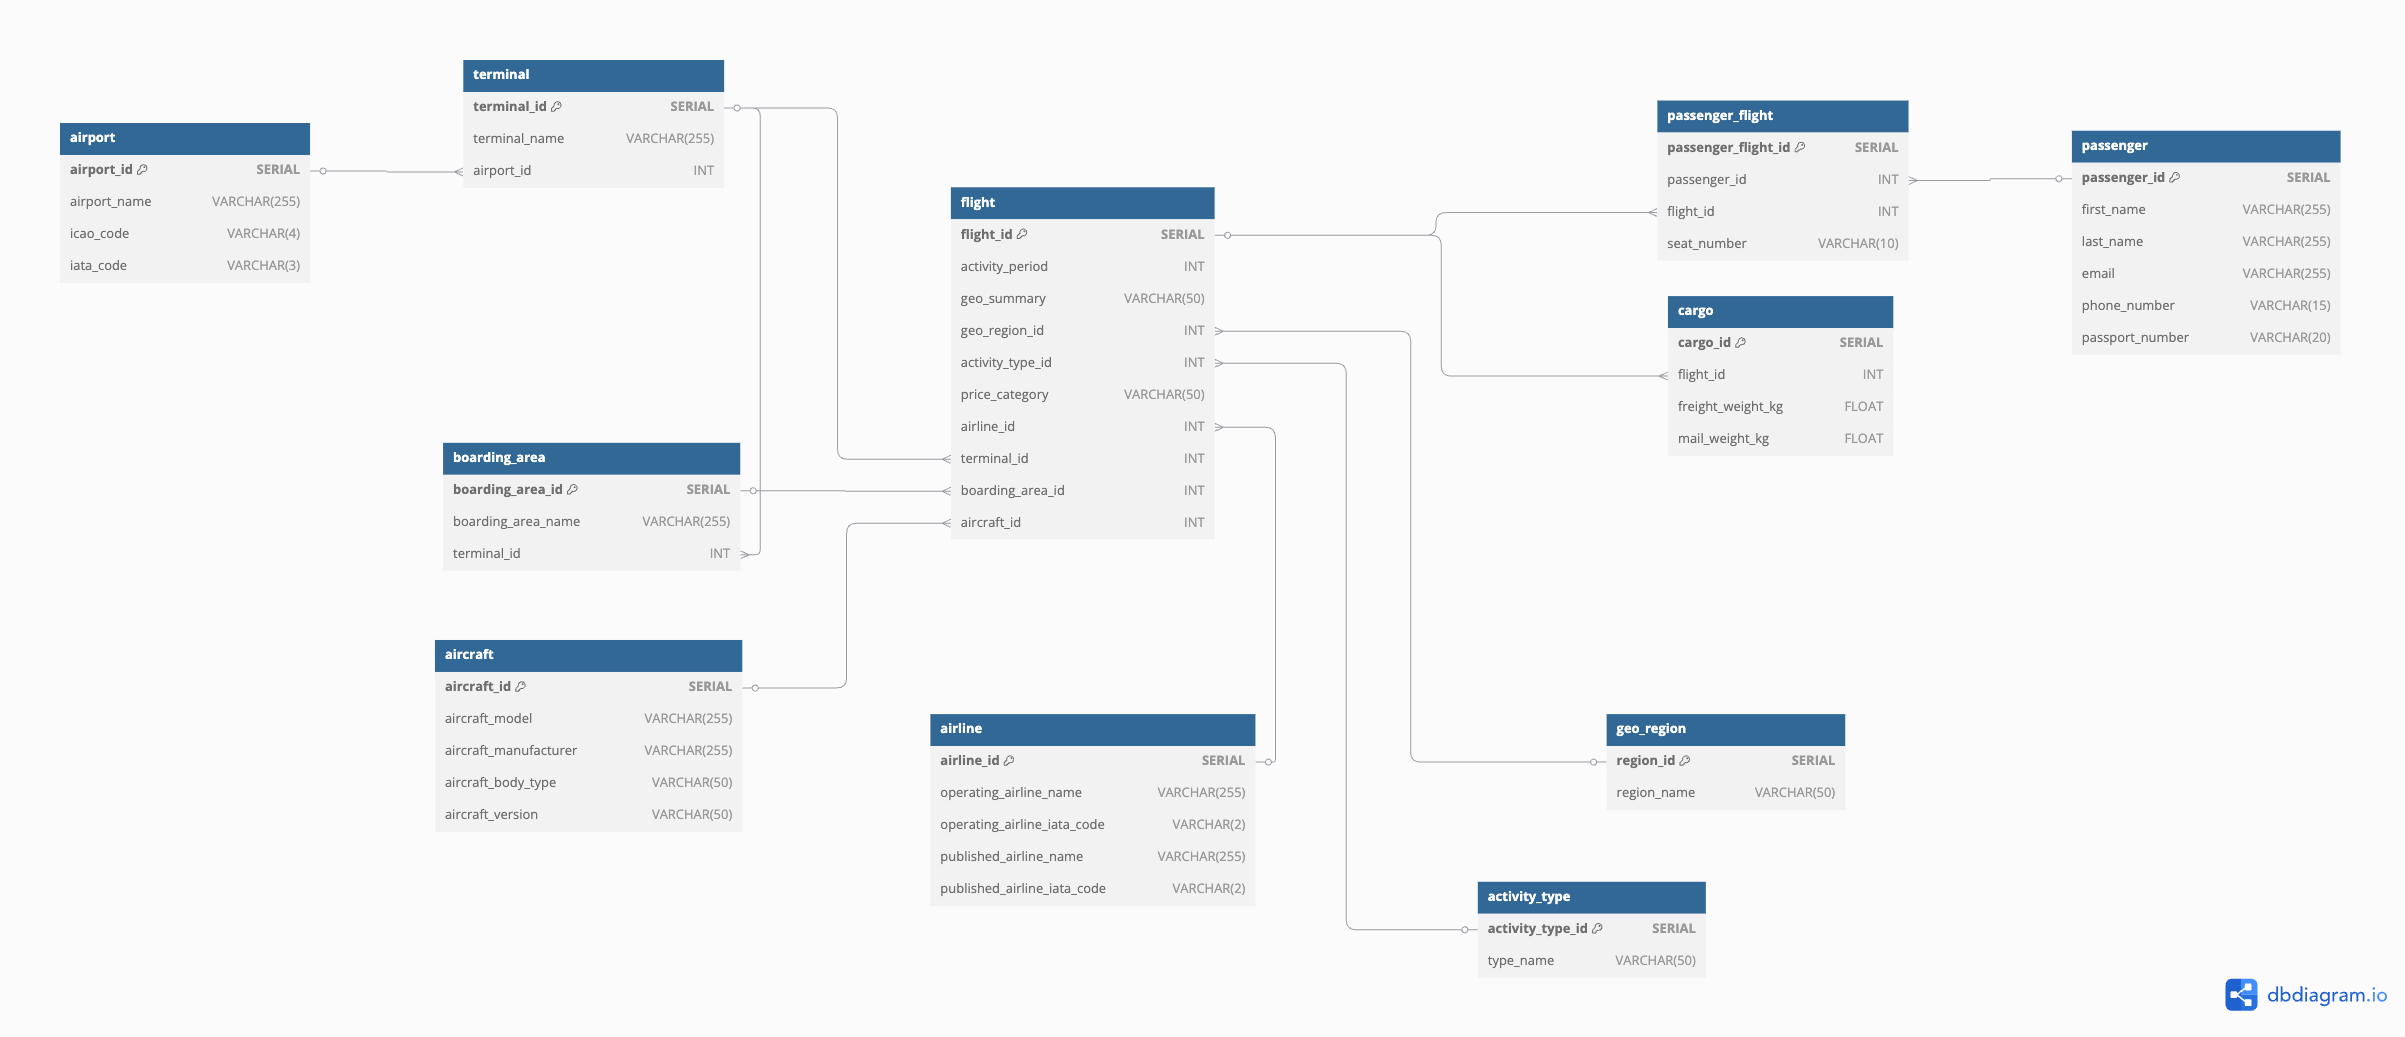 airport
airport_id SERIAL
airport_name VARCHAR(255)
icao_code VARCHAR(4)
iata_code VARCHAR(3)
terminal
terminal_id SERIAL
terminal_name VARCHAR(255)
airport_id INT
boarding_area
boarding_area_id SERIAL
boarding_area_name VARCHAR(255)
terminal_id INT
aircraft
aircraft_id SERIAL
aircraft_model VARCHAR(255)
aircraft_manufacturer VARCHAR(255)
aircraft_body_type VARCHAR(50)
aircraft_version VARCHAR(50)
flight
flight_id SERIAL
activity_period INT
geo_summary VARCHAR(50)
geo_region_id INT
activity_type_id INT
price_category VARCHAR(50)
airline_id INT
terminal_id INT
boarding_area_id INT
aircraft_id INT
airline
airline_id SERIAL
operating_airline_name VARCHAR(255)
operating_airline_iata_code VARCHAR(2)
published_airline_name VARCHAR(255)
published_airline_iata_code VARCHAR(2)
passenger_flight
passenger_flight_id SERIAL
passenger_id INT
flight_id INT
seat_number VARCHAR(10)
cargo
cargo_id SERIAL
flight_id INT
freight_weight_kg FLOAT
mail_weight_kg FLOAT
passenger
passenger_id SERIAL
first_name VARCHAR(255)
last_name VARCHAR(255)
email VARCHAR(255)
phone_number VARCHAR(15)
passport_number VARCHAR(20)
geo_region
region_id SERIAL
region_name VARCHAR(50)
activity_type
activity_type_id SERIAL
type_name VARCHAR(50)
dbdiagram.io